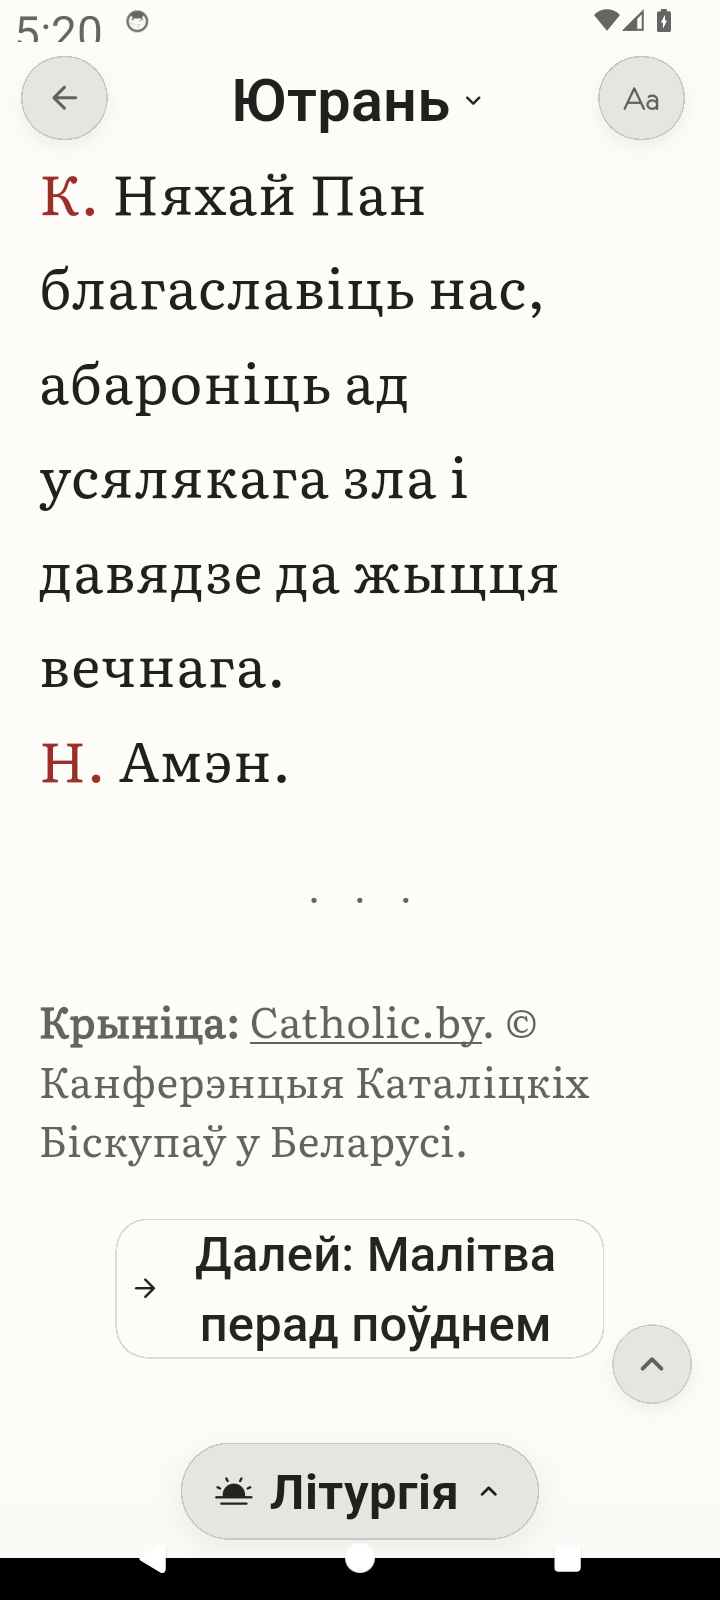 5:20
Ютрань
Aa
К. Няхай Пан
благаславіць нас,
абароніць ад
усялякага зла і
давядзе да жыцця
вечнага.
Н. Амэн.
. . .
Крыніца: Catholic.by. ©
Канферэнцыя Каталіцкіх
Біскупаў у Беларусі.
Далей: Малітва
перад поўднем
Літургія